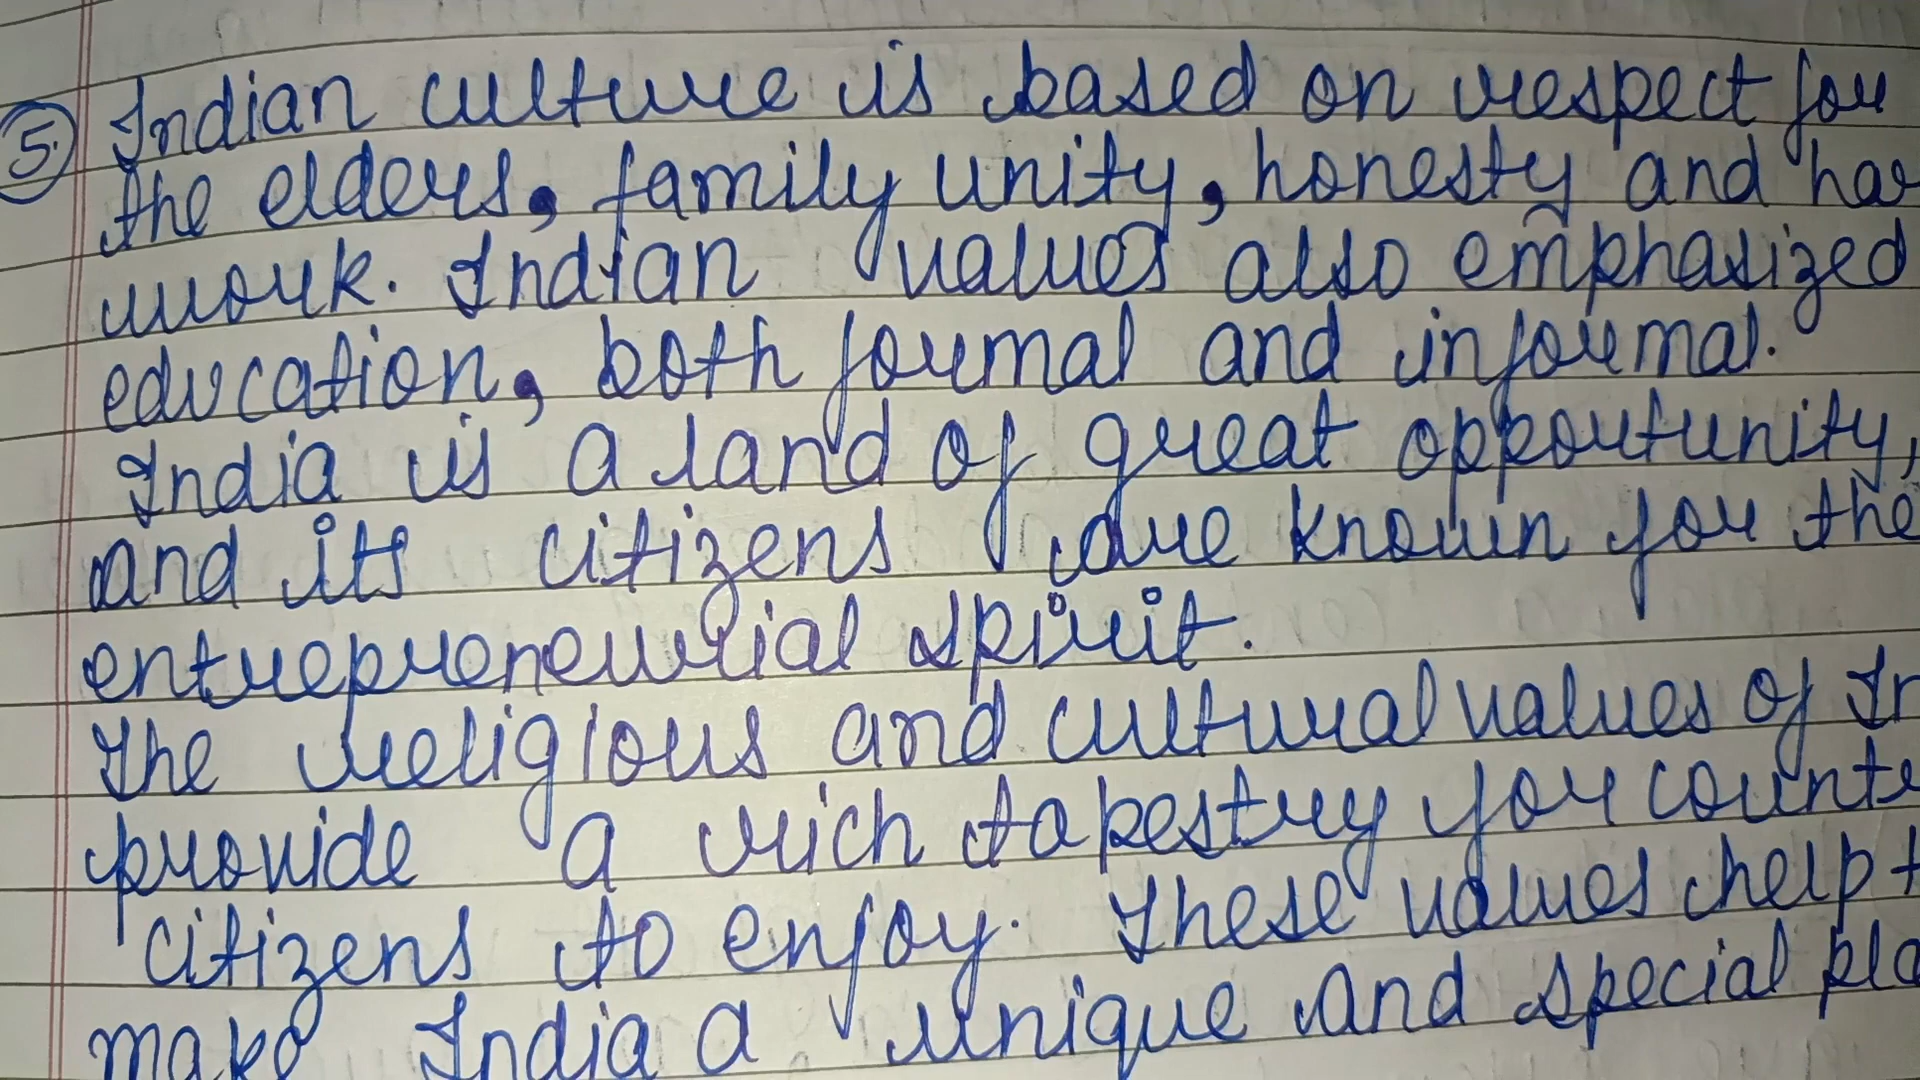 5. Indian culture is based on respect for
the elders, family unity, honesty and har
work. Indian values also emphasized
education, both formal and informal.
India is a land of great opportunity,
and its citizens are known for the
entrepreneurial spirit.
The religious and cultural values of In
provide a rich tapestry for counte
citizens to enjoy. These values help t
make India a unique and special pla